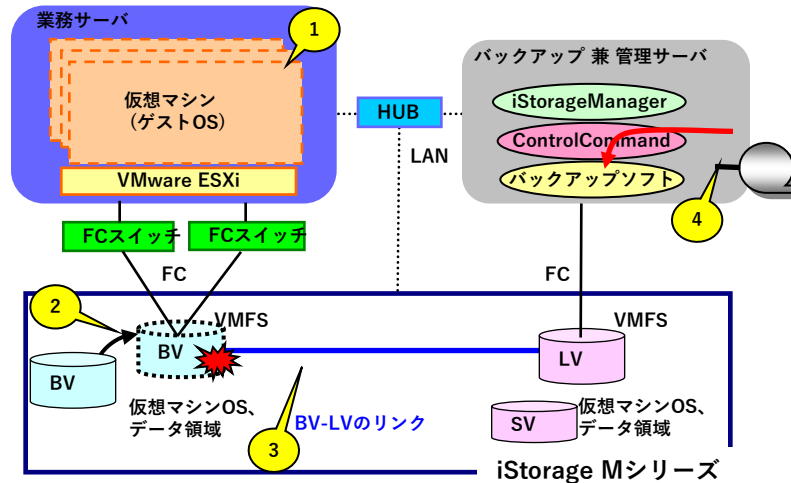 業務サーバ
1
仮想マシン
（ゲストOS）
VMware ESXi
FCスイッチ
FCスイッチ
FC
HUB
LAN
バックアップ 兼 管理サーバ
iStorageManager
ControlCommand
バックアップソフト
4
FC
2
VMFS
BV
BV
仮想マシンOS、
データ領域
3
BV-LVのリンク
VMFS
LV
SV
仮想マシンOS、
データ領域
iStorage Mシリーズ